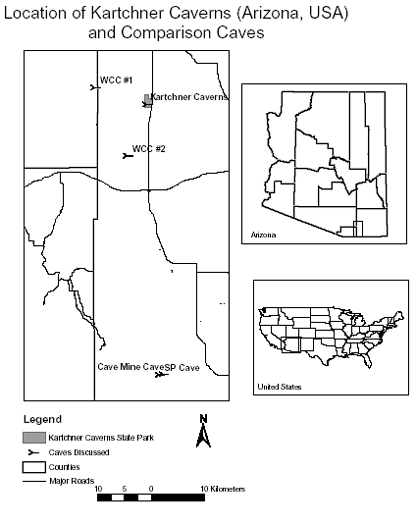 Location of Kartchner Caverns (Arizona, USA)
and Comparison Caves
WCC #1
Kartchner Caverns
WCC #2
Cave Mine Cave
SP Cave
Arizona
United States
Legend
Kartchner Caverns State Park
Caves Discussed
Counties
Major Roads
N
10 5 0 10 Kilometers